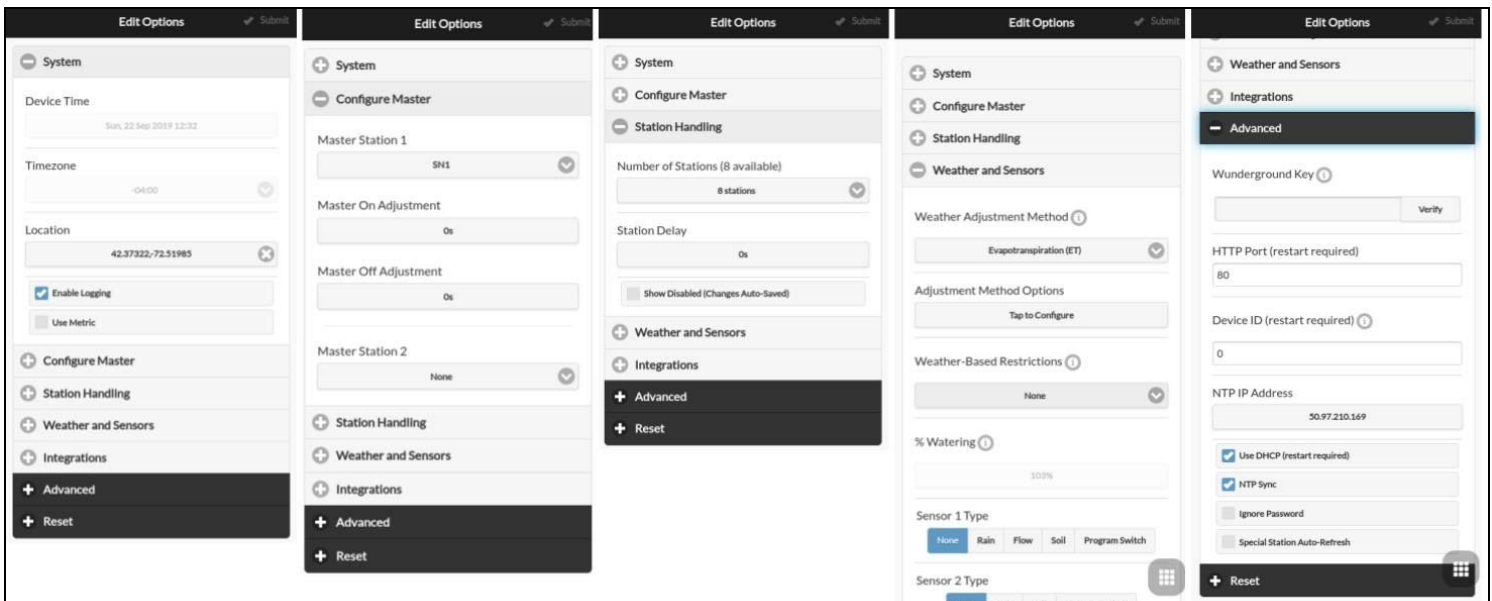 Edit Options
Submit
System
Device Time
Sun, 22 Sep 2019 12:32
Timezone
-04:00
Location
42.37322,-72.51985
Enable Logging
Use Metric
Configure Master
Station Handling
Weather and Sensors
Integrations
Advanced
Reset
Edit Options
Submit
System
Configure Master
Master Station 1
SN1
Master On Adjustment
0s
Master Off Adjustment
0s
Master Station 2
None
Station Handling
Weather and Sensors
Integrations
Advanced
Reset
Edit Options
Submit
System
Configure Master
Station Handling
Number of Stations (8 available)
8 stations
Station Delay
0s
Show Disabled (Changes Auto-Saved)
Weather and Sensors
Integrations
Advanced
Reset
Edit Options
Submit
System
Configure Master
Station Handling
Weather and Sensors
Weather Adjustment Method
Evapotranspiration (ET)
Adjustment Method Options
Tap to Configure
Weather-Based Restrictions
None
% Watering
103%
Sensor 1 Type
None Rain Flow Soil Program Switch
Sensor 2 Type
Edit Options
Submit
Weather and Sensors
Integrations
Advanced
Wunderground Key
Verify
HTTP Port (restart required)
80
Device ID (restart required)
0
NTP IP Address
50.97.210.169
Use DHCP (restart required)
NTP Sync
Ignore Password
Special Station Auto-Refresh
Reset